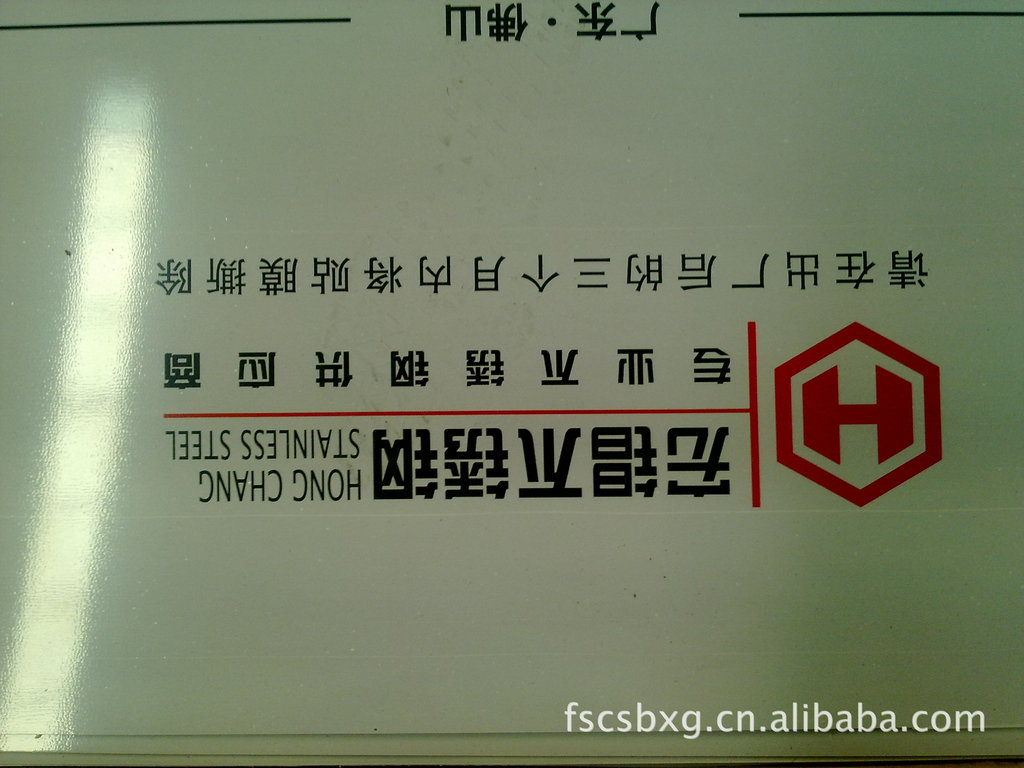 宏锠不锈钢
HONG CHANG
STAINLESS STEEL
专业不锈钢供应商
请在出厂后的三个月内将贴膜撕除
广东·佛山
fscsbxg.cn.alibaba.com